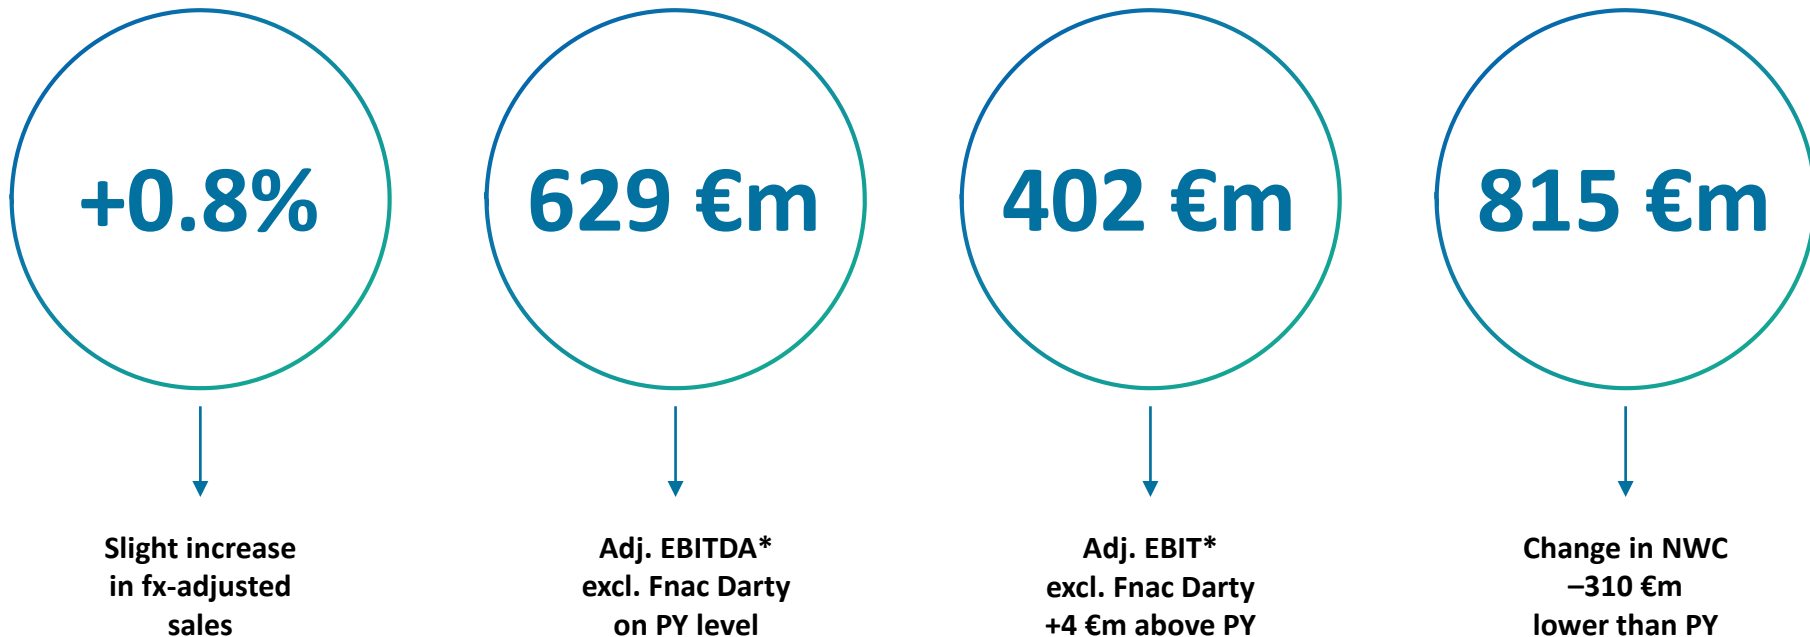 +0.8%
Slight increase
in fx-adjusted
sales
629 €m
Adj. EBITDA*
excl. Fnac Darty
on PY level
402 €m
Adj. EBIT*
excl. Fnac Darty
+4 €m above PY
815 €m
Change in NWC
–310 €m
lower than PY